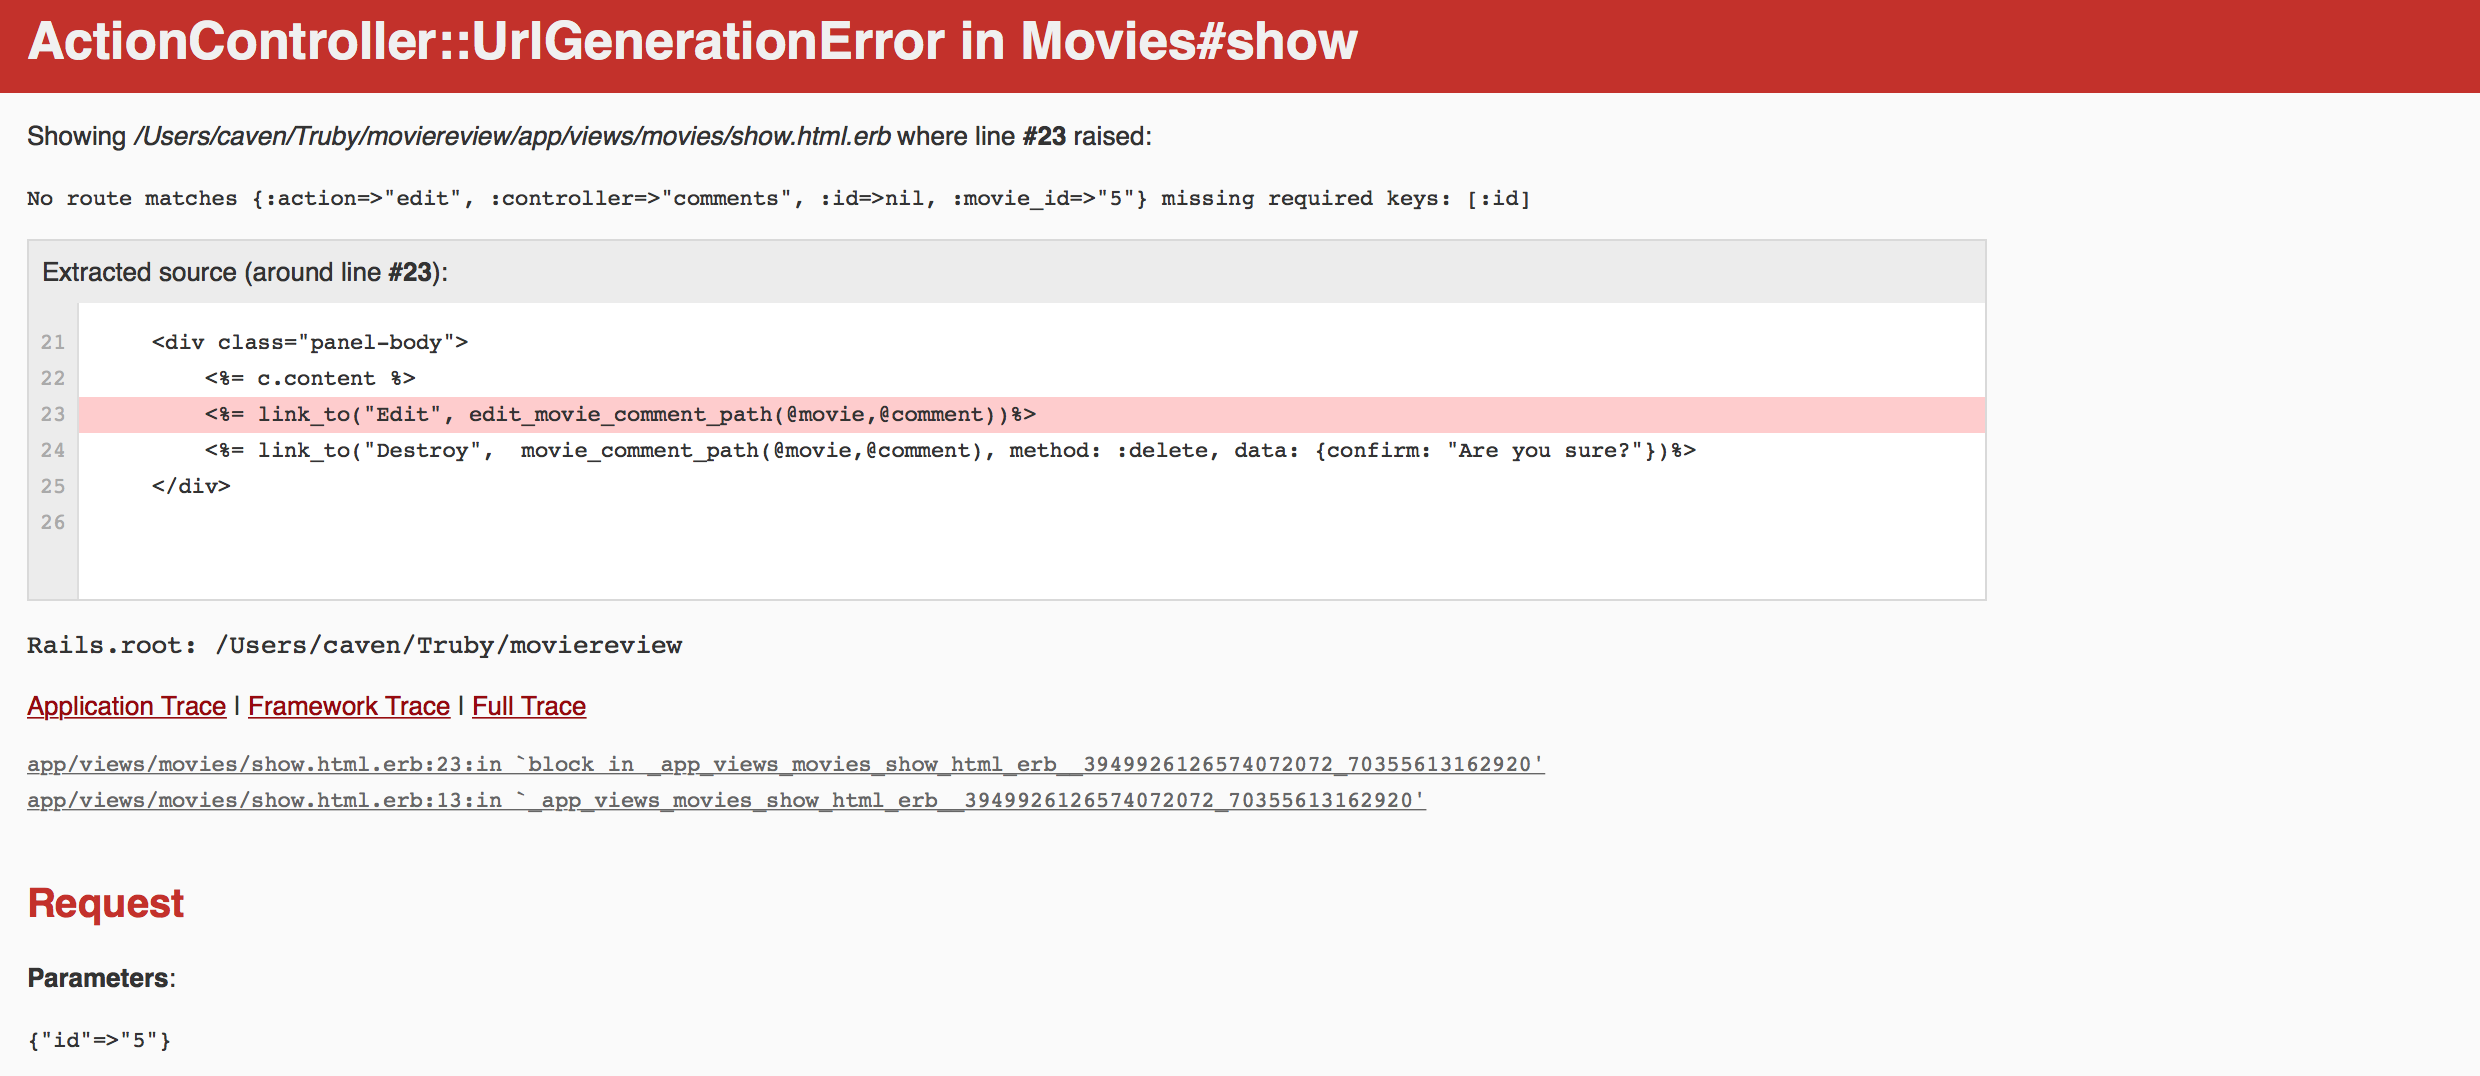 ActionController::UrlGenerationError in Movies#show
Showing /Users/caven/Truby/moviereview/app/views/movies/show.html.erb where line #23 raised:
No route matches {:action=>"edit", :controller=>"comments", :id=>nil, :movie_id=>"5"} missing required keys: [:id]
Extracted source (around line #23):
21 <div class="panel-body">
22 <%= c.content %>
23 <%= link_to("Edit", edit_movie_comment_path(@movie,@comment))%>
24 <%= link_to("Destroy",  movie_comment_path(@movie,@comment), method: :delete, data: {confirm: "Are you sure?"})%>
25 </div>
26
Rails.root: /Users/caven/Truby/moviereview
Application Trace | Framework Trace | Full Trace
app/views/movies/show.html.erb:23:in `block in _app_views_movies_show_html_erb__3949926126574072072_70355613162920'
app/views/movies/show.html.erb:13:in `_app_views_movies_show_html_erb__3949926126574072072_70355613162920'
Request
Parameters:
{"id"=>"5"}